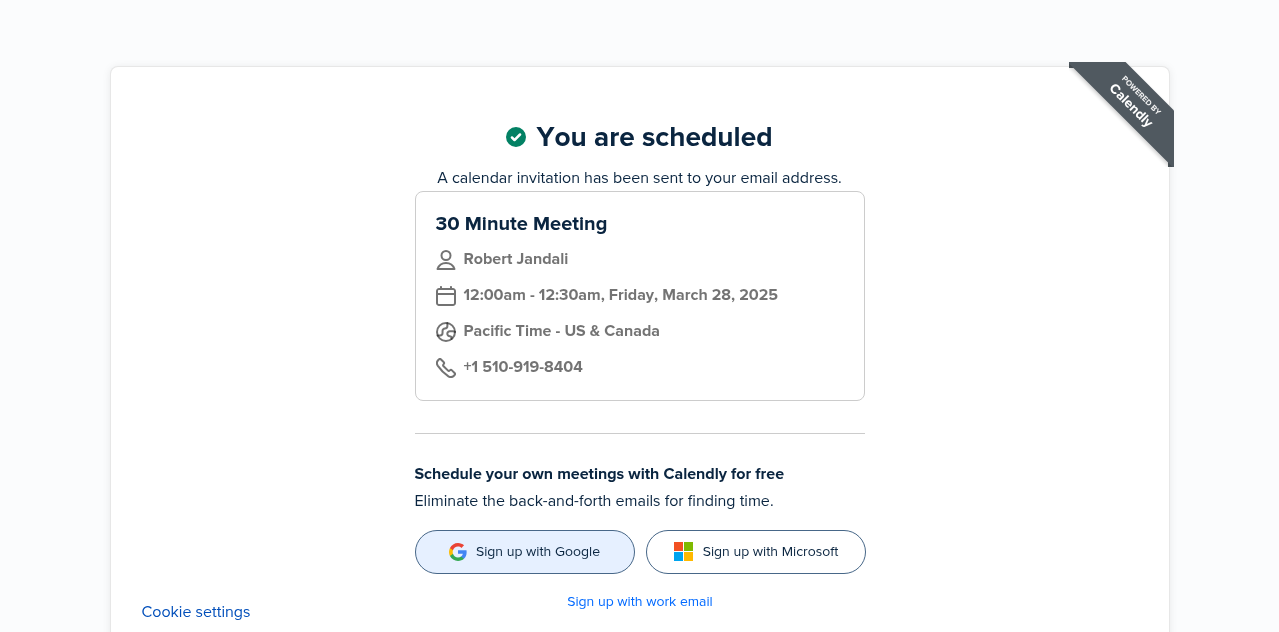 POWERED BY
Calendly
You are scheduled
A calendar invitation has been sent to your email address.
30 Minute Meeting
Robert Jandali
12:00am - 12:30am, Friday, March 28, 2025
Pacific Time - US & Canada
+1 510-919-8404
Schedule your own meetings with Calendly for free
Eliminate the back-and-forth emails for finding time.
Sign up with Google
Sign up with Microsoft
Sign up with work email
Cookie settings